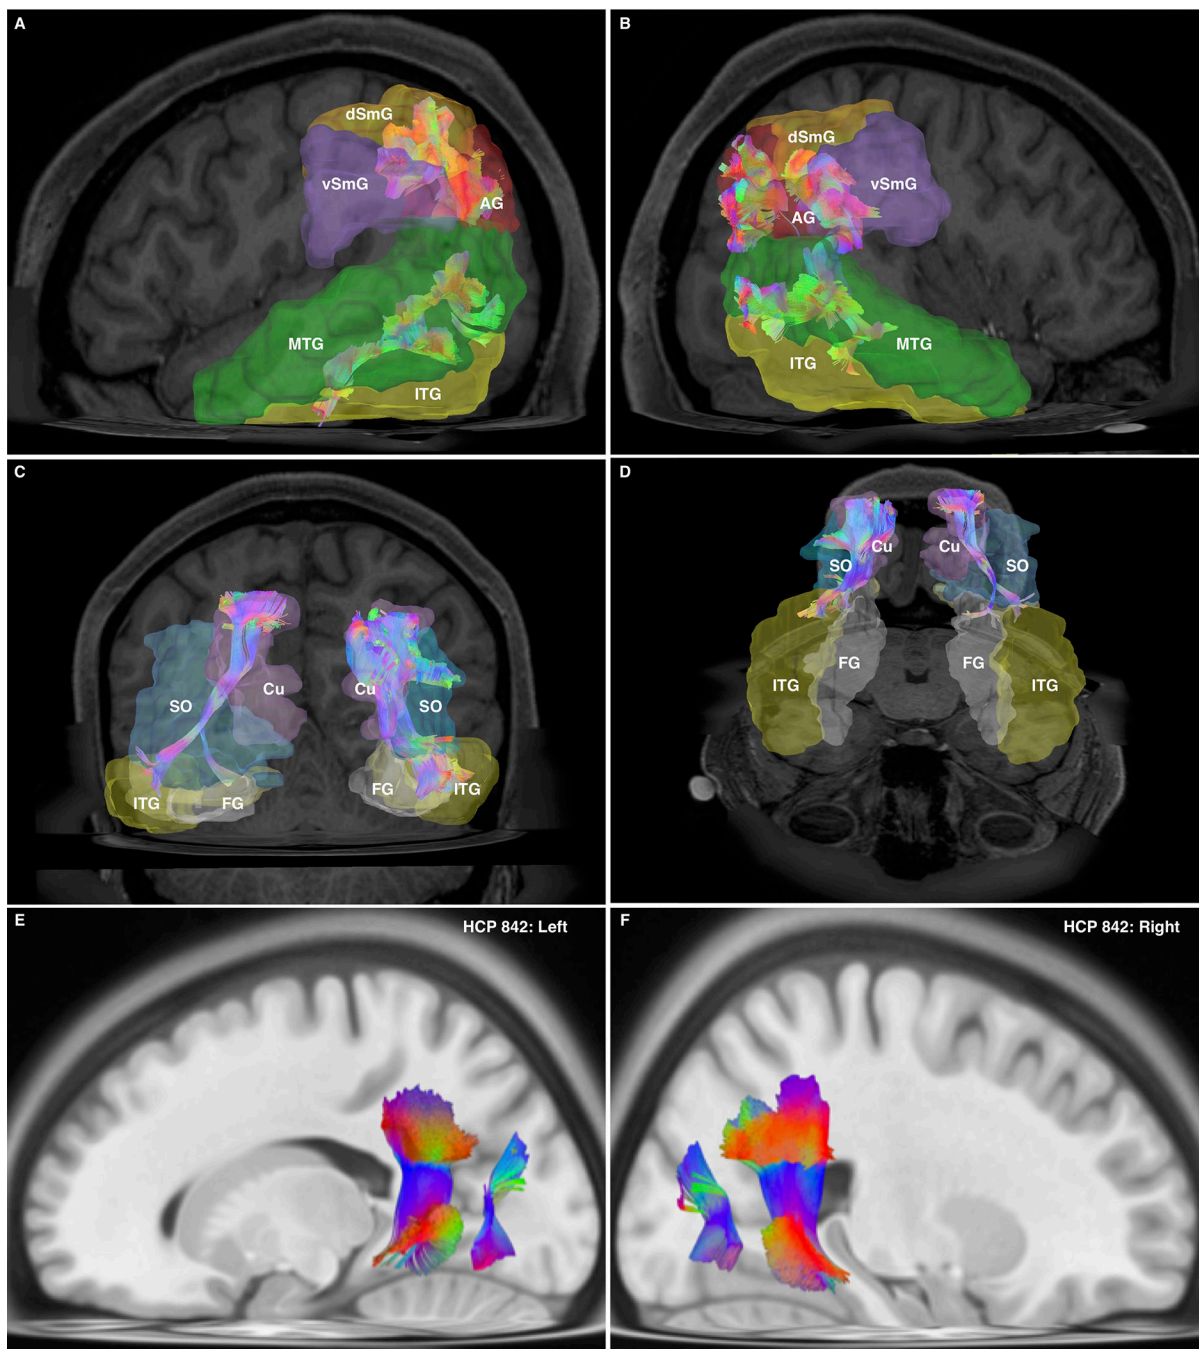 A
dSmG
vSmG
AG
MTG
ITG
B
dSmG
vSmG
AG
MTG
ITG
C
Cu
Cu
SO
SO
FG
ITG
ITG
FG
D
Cu
Cu
SO
SO
FG
FG
ITG
ITG
E
HCP 842: Left
F
HCP 842: Right